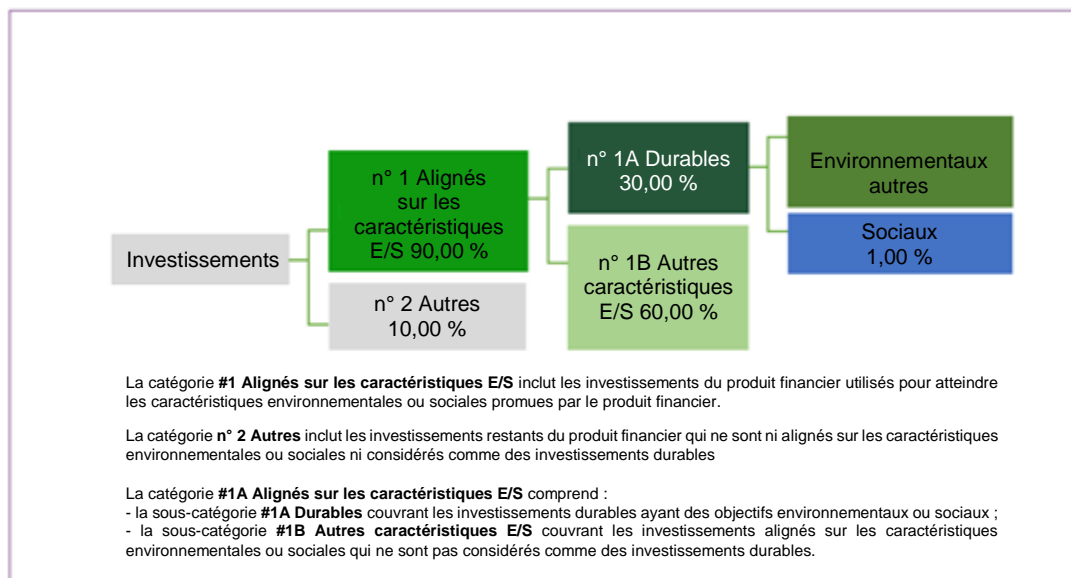 Investissements
n° 1 Alignés
sur les
caractéristiques
E/S 90,00 %
n° 2 Autres
10,00 %
n° 1A Durables
30,00 %
n° 1B Autres
caractéristiques
E/S 60,00 %
Environnementaux
autres
Sociaux
1,00 %
La catégorie #1 Alignés sur les caractéristiques E/S inclut les investissements du produit financier utilisés pour atteindre
les caractéristiques environnementales ou sociales promues par le produit financier.
La catégorie n° 2 Autres inclut les investissements restants du produit financier qui ne sont ni alignés sur les caractéristiques
environnementales ou sociales ni considérés comme des investissements durables
La catégorie #1A Alignés sur les caractéristiques E/S comprend :
- la sous-catégorie #1A Durables couvrant les investissements durables ayant des objectifs environnementaux ou sociaux ;
- la sous-catégorie #1B Autres caractéristiques E/S couvrant les investissements alignés sur les caractéristiques
environnementales ou sociales qui ne sont pas considérés comme des investissements durables.